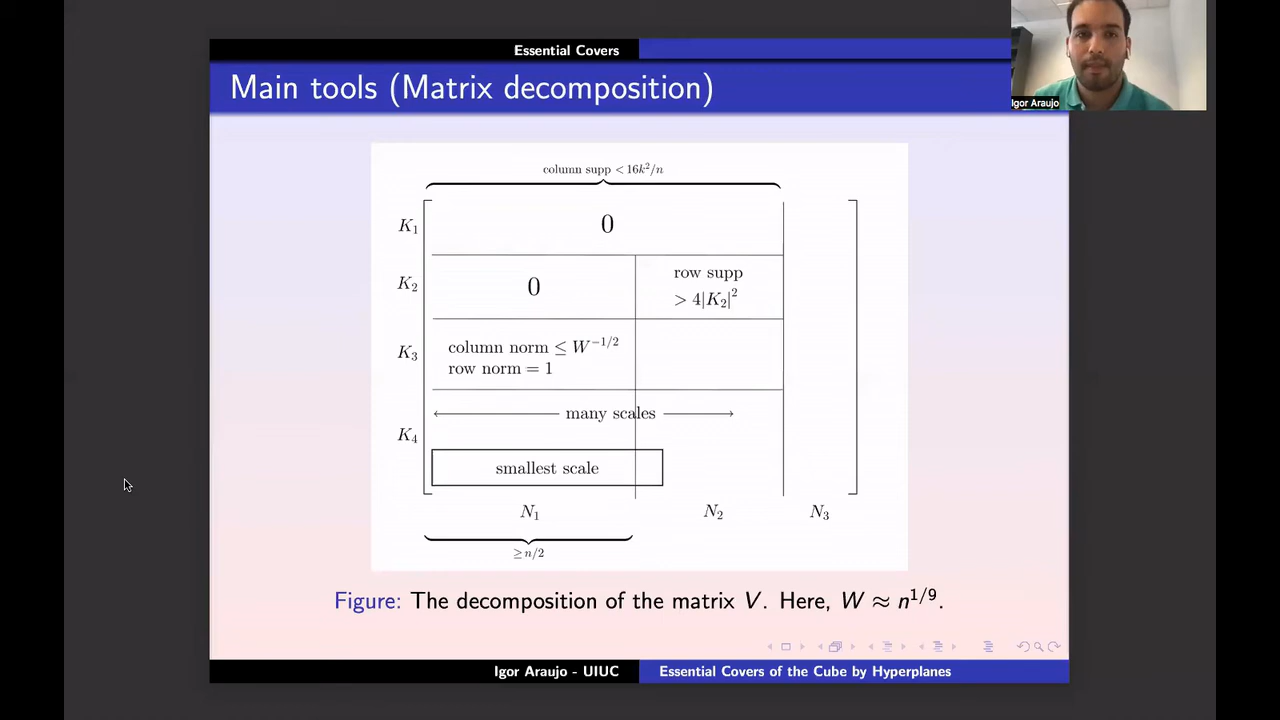 Essential Covers
Main tools (Matrix decomposition)
Igor Araujo
column supp < 16k²/n
K₁
0
K₂
0
row supp
> 4|K₂|²
K₃
column norm ≤ W^{-1/2}
row norm = 1
many scales
K₄
smallest scale
N₁
N₂
N₃
≥ n/2
Figure: The decomposition of the matrix V. Here, W ≈ n^{1/9}.
Igor Araujo - UIUC
Essential Covers of the Cube by Hyperplanes